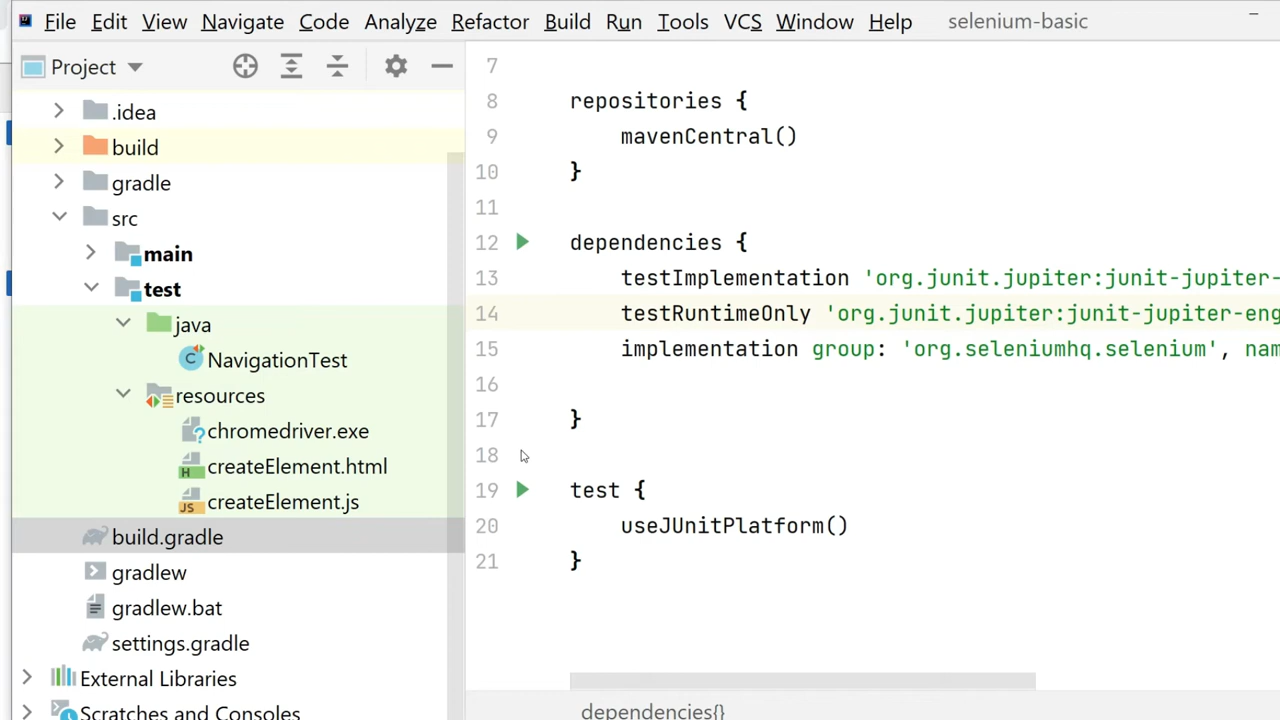 File Edit View Navigate Code Analyze Refactor Build Run Tools VCS Window Help selenium-basic
Project
.idea
build
gradle
src
main
test
java
NavigationTest
resources
chromedriver.exe
createElement.html
createElement.js
build.gradle
gradlew
gradlew.bat
settings.gradle
External Libraries
Scratches and Consoles
7
8 repositories {
9 mavenCentral()
10 }
11
12 dependencies {
13 testImplementation 'org.junit.jupiter:junit-jupiter-
14 testRuntimeOnly 'org.junit.jupiter:junit-jupiter-eng
15 implementation group: 'org.seleniumhq.selenium', nam
16
17 }
18
19 test {
20 useJUnitPlatform()
21 }
dependencies{}